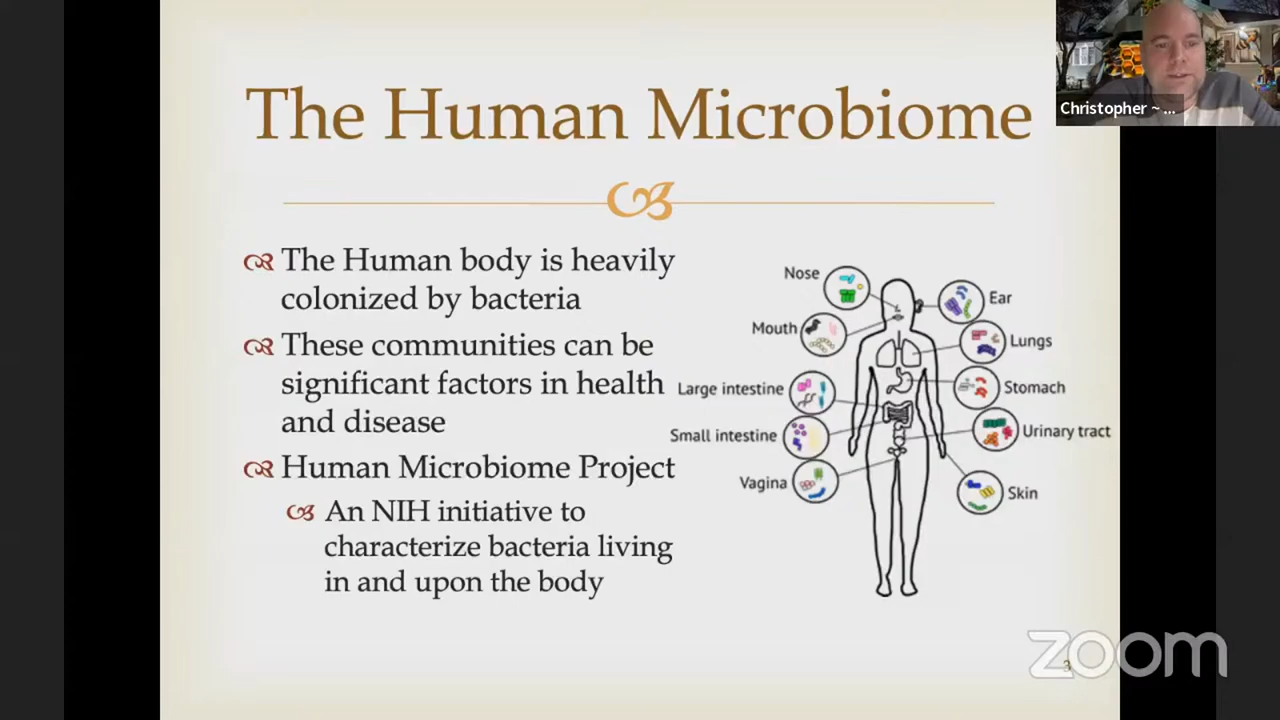 The Human Microbiome
The Human body is heavily
colonized by bacteria
These communities can be
significant factors in health
and disease
Human Microbiome Project
An NIH initiative to
characterize bacteria living
in and upon the body
Nose
Ear
Mouth
Lungs
Large intestine
Stomach
Small intestine
Urinary tract
Vagina
Skin
Christopher ~ ...
zoom
3